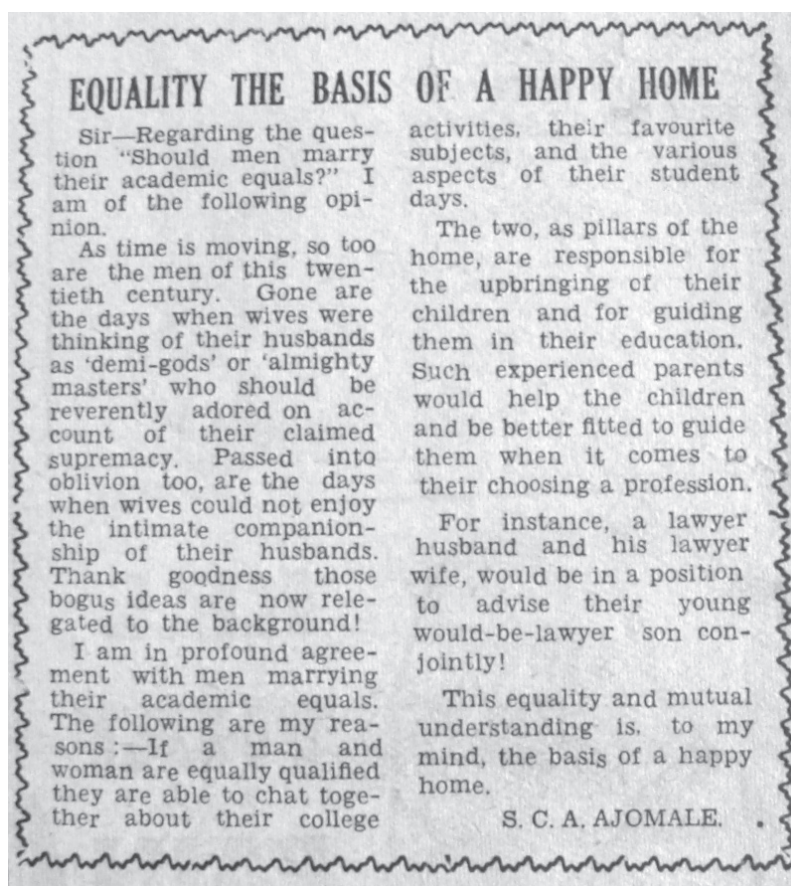 EQUALITY THE BASIS OF A HAPPY HOME
Sir—Regarding the ques-
tion "Should men marry
their academic equals?" I
am of the following opi-
nion.
As time is moving, so too
are the men of this twen-
tieth century. Gone are
the days when wives were
thinking of their husbands
as 'demi-gods' or 'almighty
masters' who should be
reverently adored on ac-
count of their claimed
supremacy. Passed into
oblivion too, are the days
when wives could not enjoy
the intimate companion-
ship of their husbands.
Thank goodness those
bogus ideas are now rele-
gated to the background!
I am in profound agree-
ment with men marrying
their academic equals.
The following are my rea-
sons:—If a man and
woman are equally qualified
they are able to chat toge-
ther about their college
activities, their favourite
subjects, and the various
aspects of their student
days.
The two, as pillars of the
home, are responsible for
the upbringing of their
children and for guiding
them in their education.
Such experienced parents
would help the children
and be better fitted to guide
them when it comes to
their choosing a profession.
For instance, a lawyer
husband and his lawyer
wife, would be in a position
to advise their young
would-be-lawyer son con-
jointly!
This equality and mutual
understanding is, to my
mind, the basis of a happy
home.
S. C. A. AJOMALE.